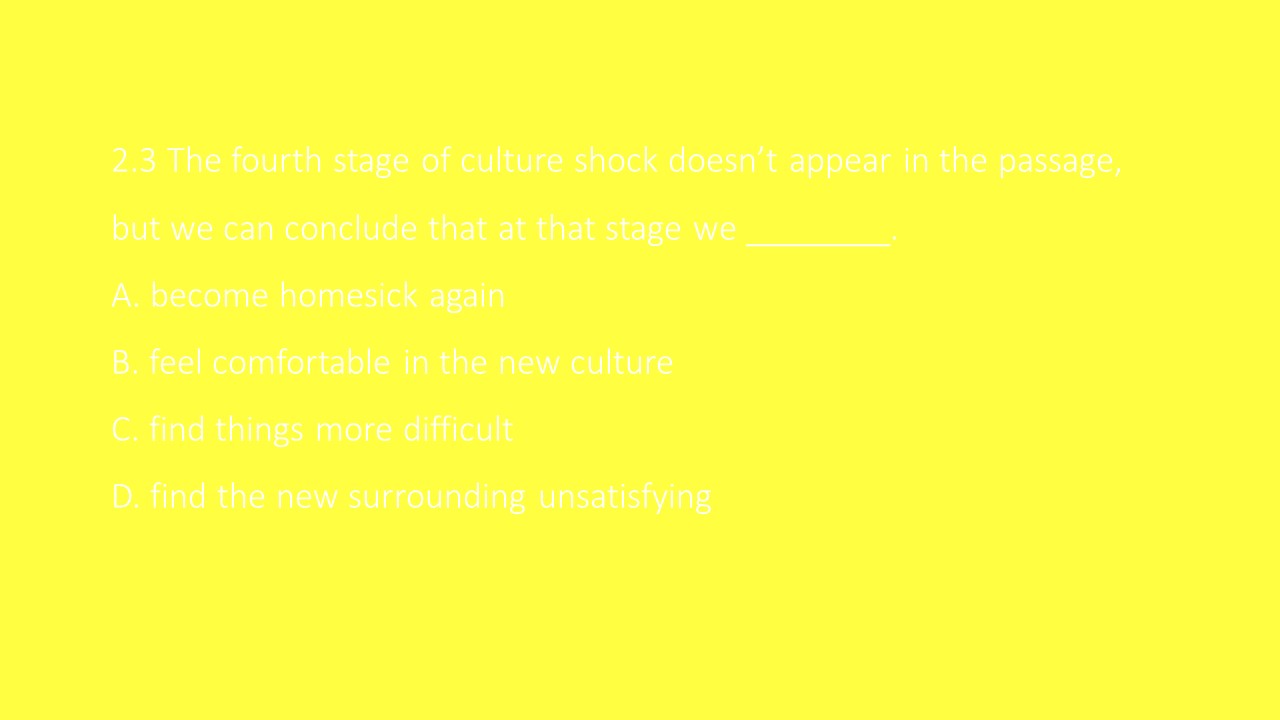 2.3 The fourth stage of culture shock doesn’t appear in the passage,
but we can conclude that at that stage we ________.
A. become homesick again
B. feel comfortable in the new culture
C. find things more difficult
D. find the new surrounding unsatisfying